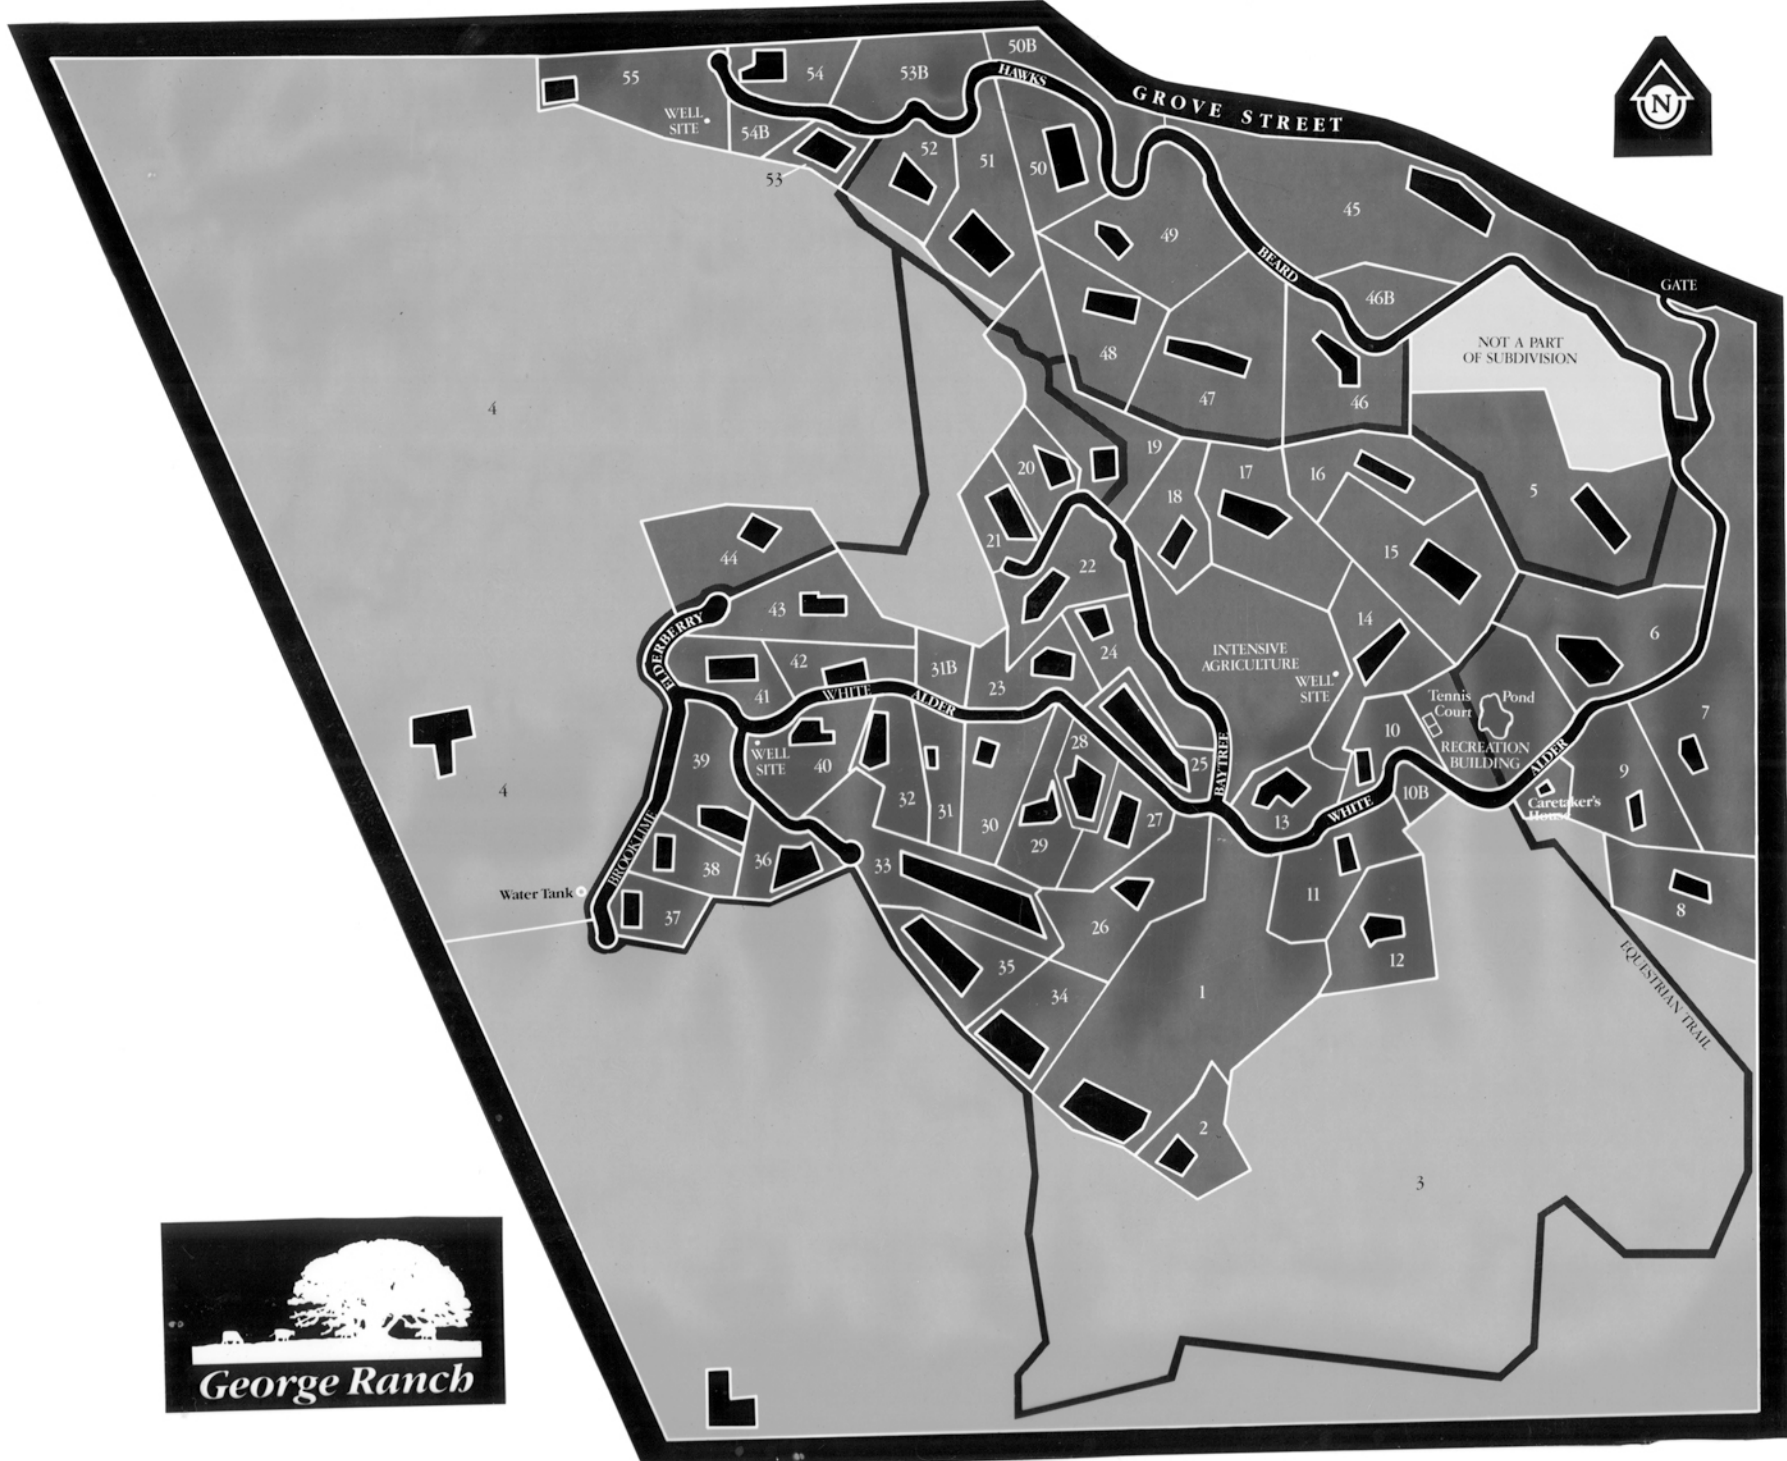 50B
HAWKS
GROVE STREET
N
55
54
53B
WELL
SITE
54B
53
52
51
50
49
45
BEARD
46B
GATE
NOT A PART
OF SUBDIVISION
48
47
46
4
19
20
18
17
16
5
21
22
15
44
43
14
6
ELDERBERRY
INTENSIVE
AGRICULTURE
WELL
SITE
42
31B
24
41
WHITE
ALDER
23
Tennis
Court
Pond
RECREATION
BUILDING
7
10
39
WELL
SITE
40
28
25
BAYTREE
ALDER
9
4
32
31
30
29
27
13
WHITE
10B
Caretaker's
House
BROOKLIME
38
36
33
Water Tank
37
26
11
8
12
35
34
1
EQUESTRIAN TRAIL
2
3
George Ranch